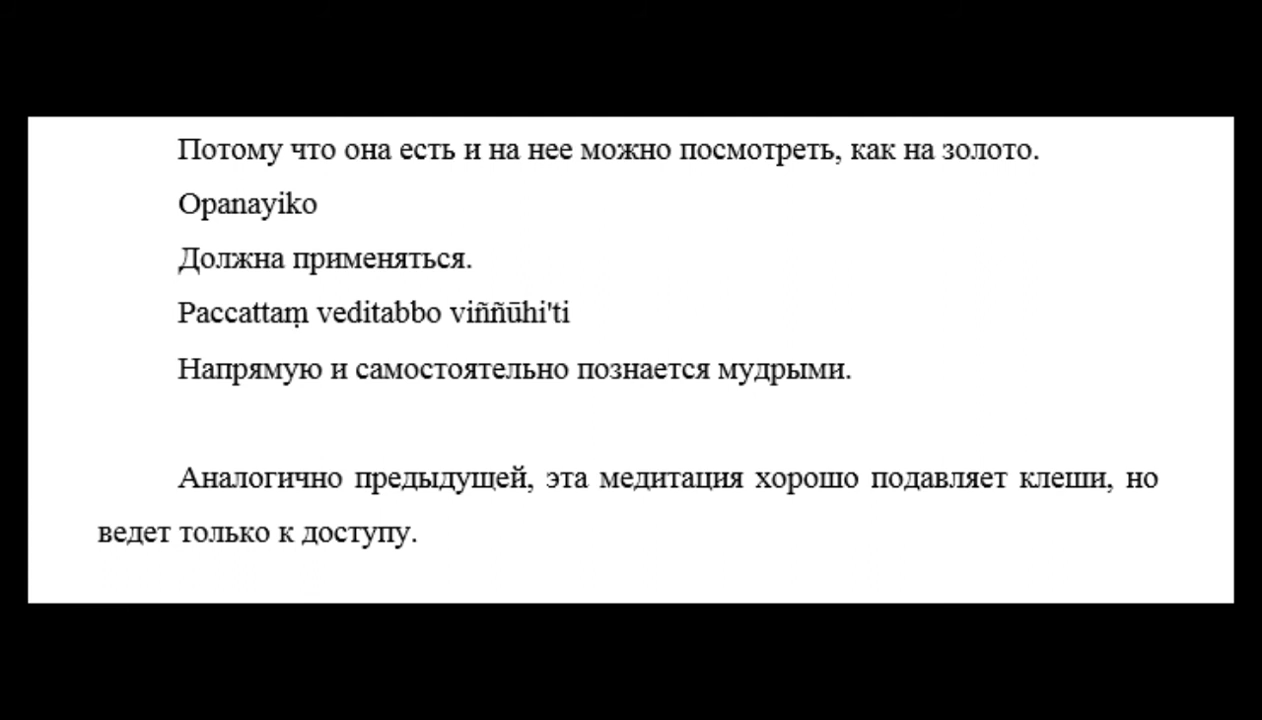 Потому что она есть и на нее можно посмотреть, как на золото.
Opanayiko
Должна применяться.
Paccattaṃ veditabbo viññūhi'ti
Напрямую и самостоятельно познается мудрыми.
Аналогично предыдущей, эта медитация хорошо подавляет клеши, но
ведет только к доступу.